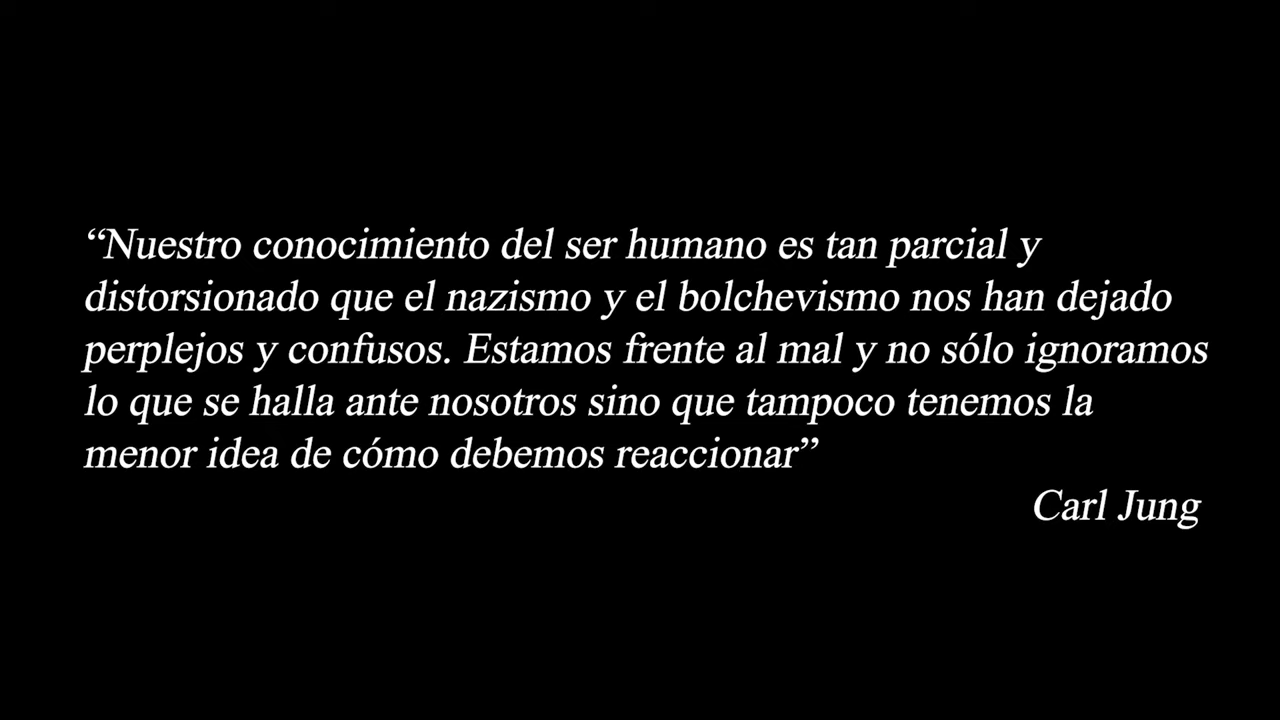 “Nuestro conocimiento del ser humano es tan parcial y
distorsionado que el nazismo y el bolchevismo nos han dejado
perplejos y confusos. Estamos frente al mal y no sólo ignoramos
lo que se halla ante nosotros sino que tampoco tenemos la
menor idea de cómo debemos reaccionar”
Carl Jung